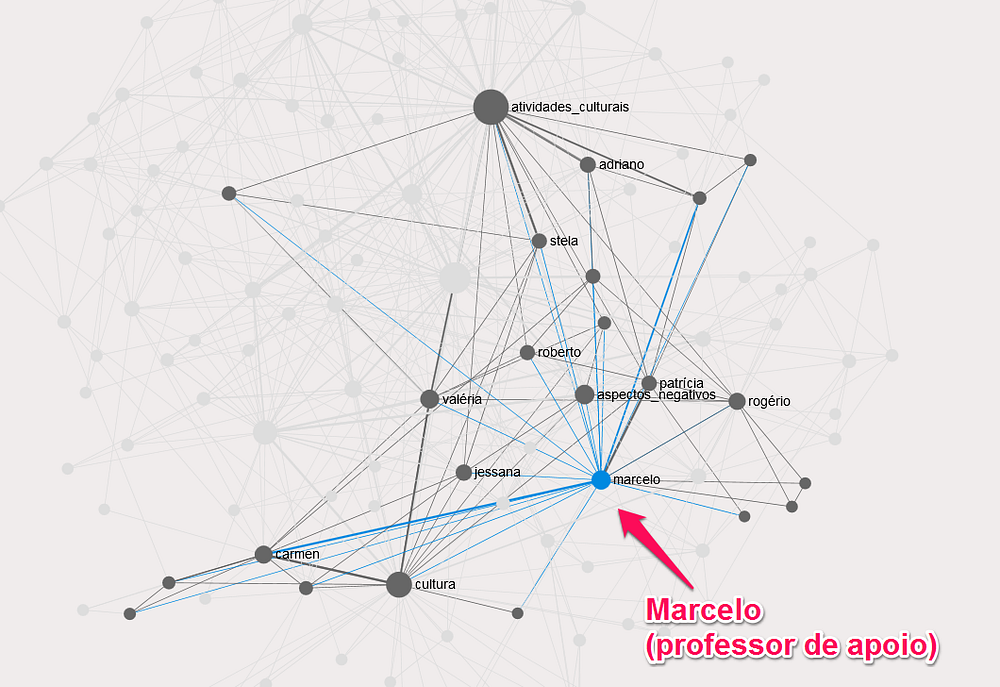 atividades_culturais
adriano
stela
roberto
patrícia
aspectos_negativos
valéria
rogério
jessana
marcelo
carmen
cultura
Marcelo
(professor de apoio)